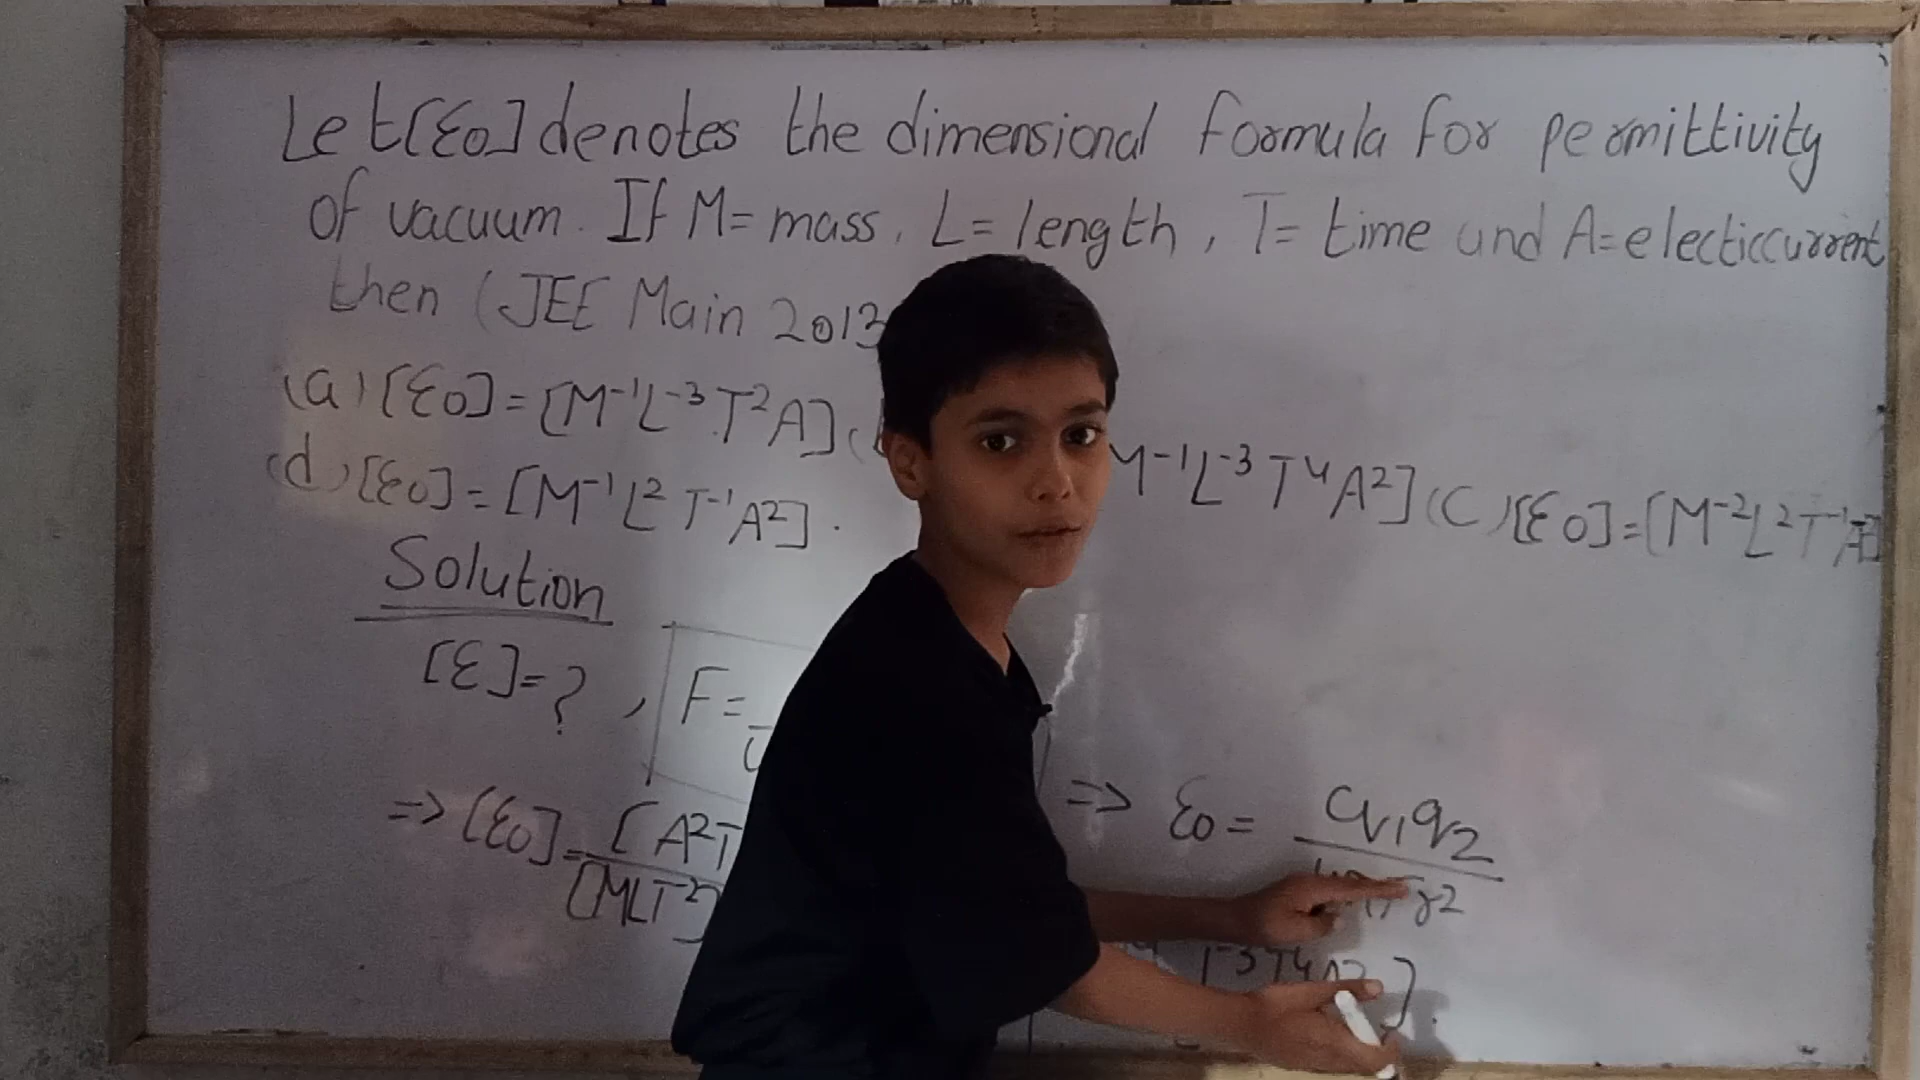 Let [ε0] denotes the dimensional formula for permittivity
of vacuum. If M= mass, L= length, T= time and A=electiccurrent
then (JEE Main 2013
(a) [ε0] = [M⁻¹L⁻³T²A] ( M⁻¹L⁻³T⁴A²] (C) [ε0]=[M⁻²L²T⁻¹A]
(d) [ε0] = [M⁻¹L²T⁻¹A²].
Solution
[ε]=? , F=
=> ε0 = q1q2
r2
=> [ε0] = [A²T
[MLT⁻²]
L⁻³T⁴A²].